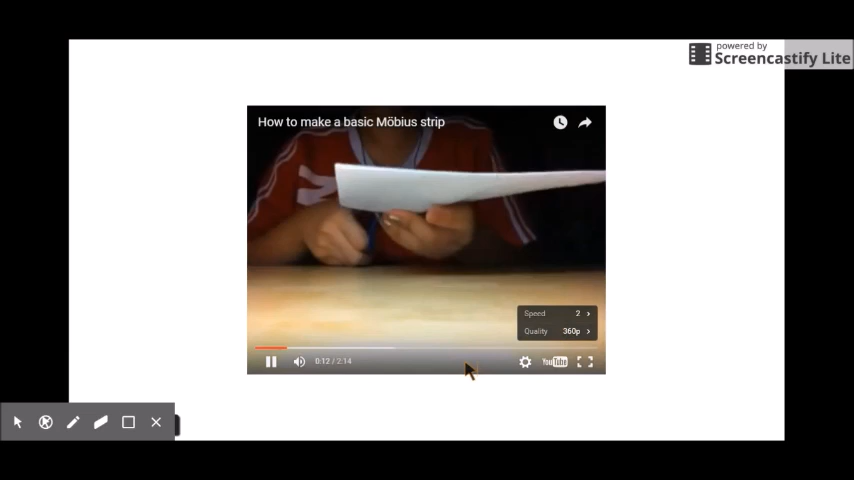 powered by
Screencastify Lite
How to make a basic Möbius strip
Speed 2
Quality 360p
0:12 / 2:14
YouTube